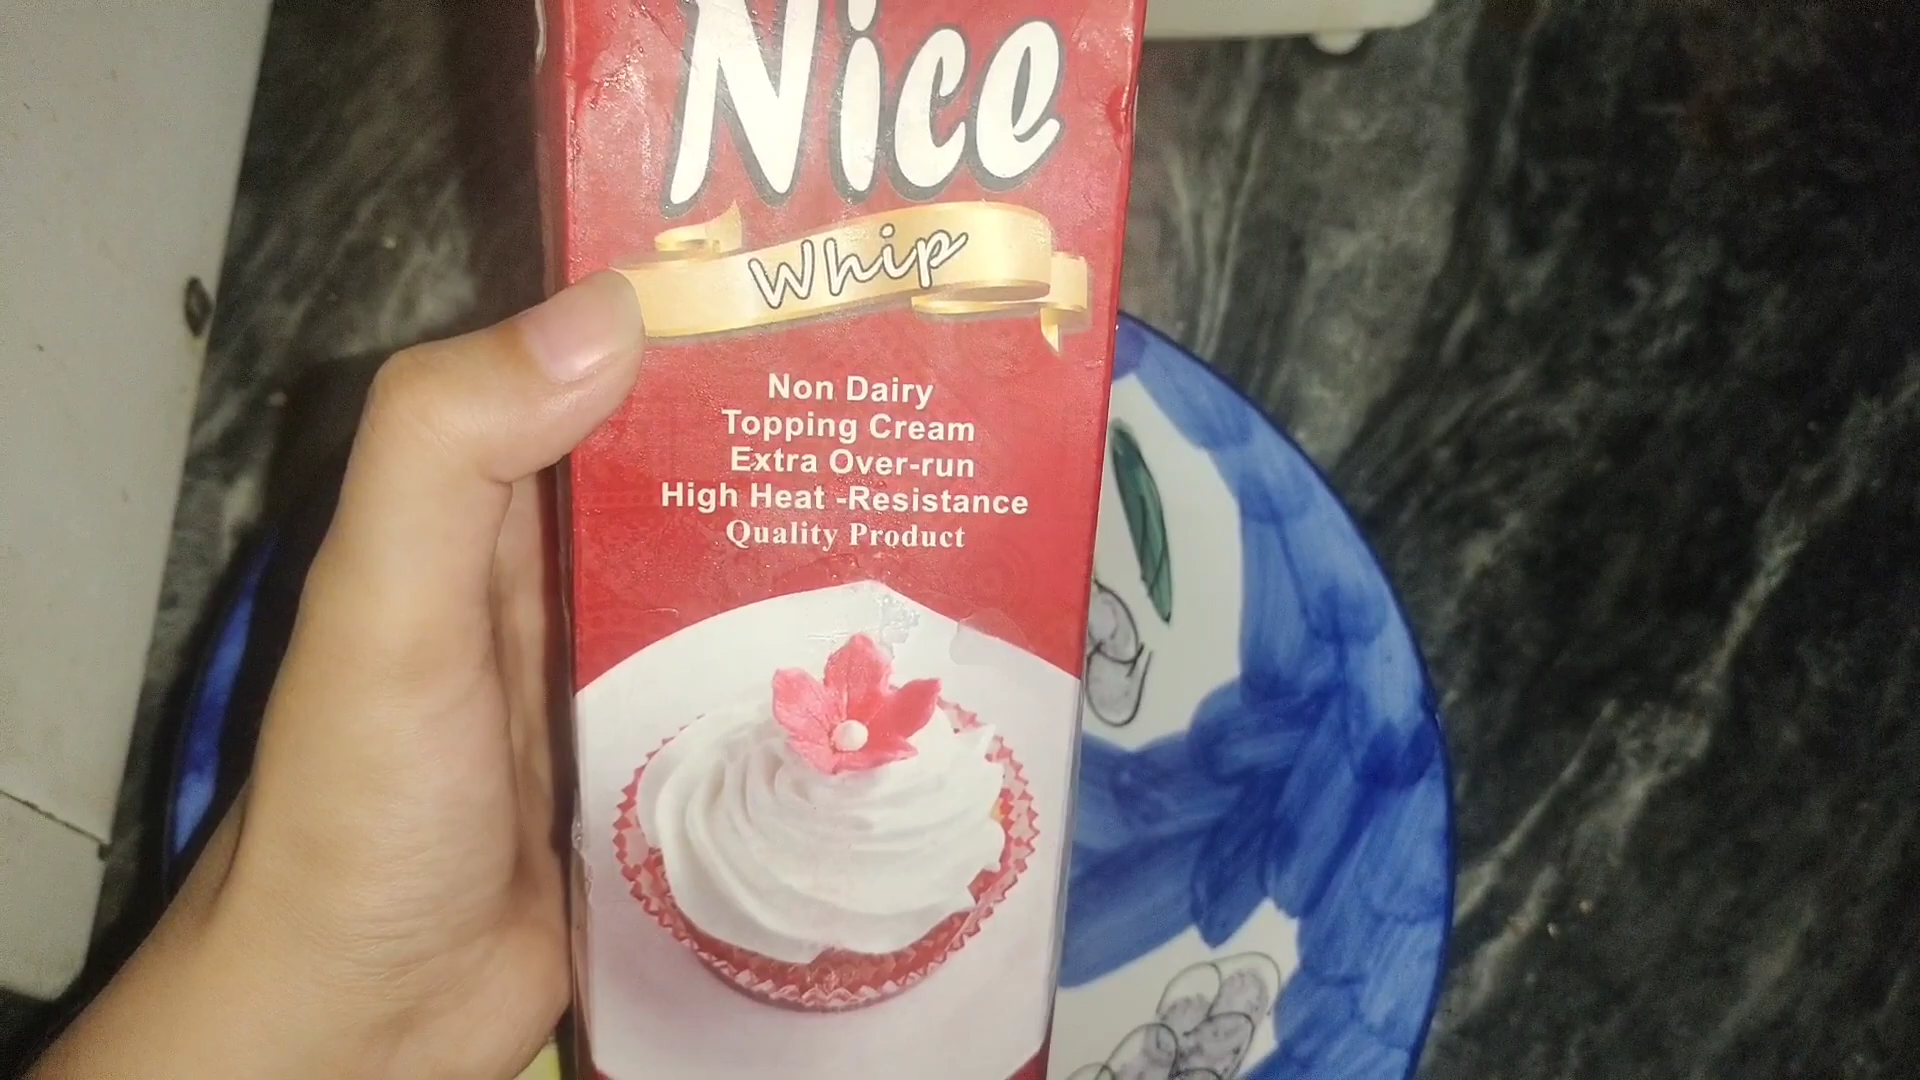 Nice
Whip
Non Dairy
Topping Cream
Extra Over-run
High Heat -Resistance
Quality Product